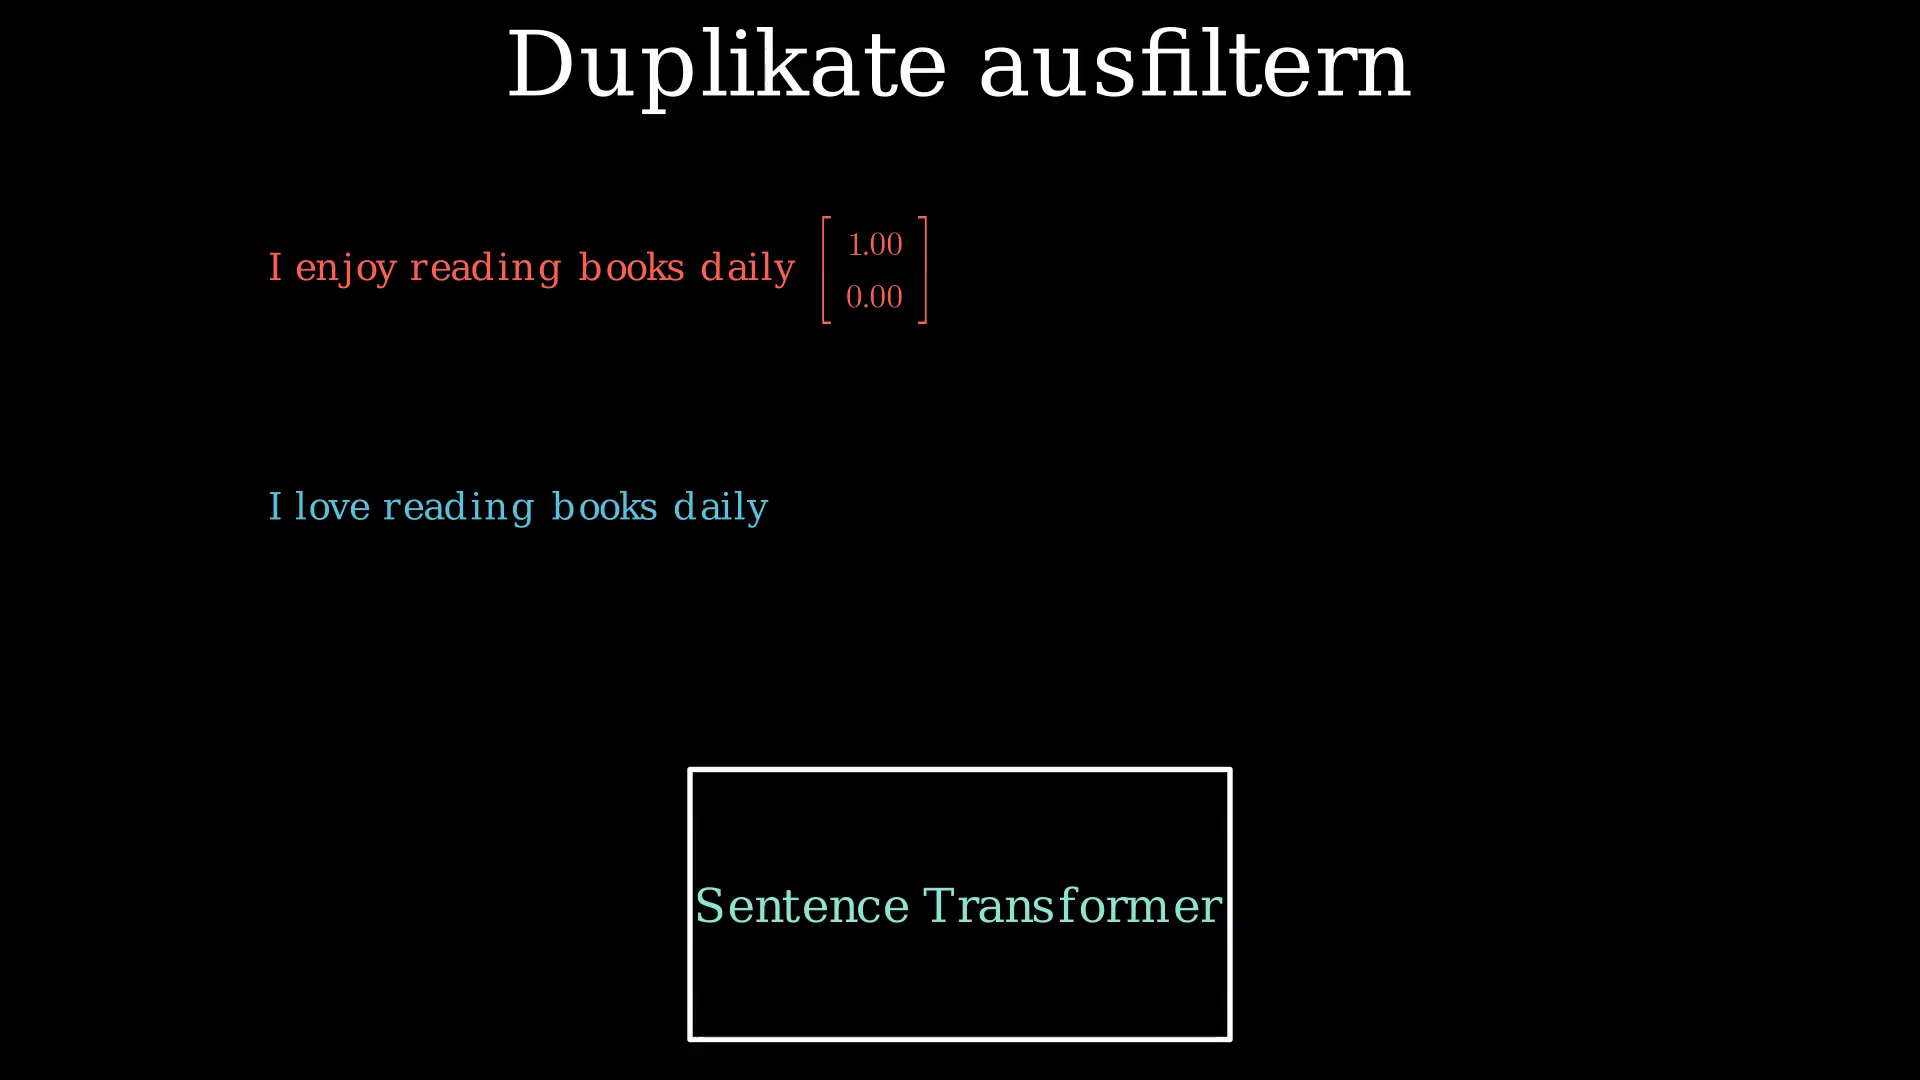 Duplikate ausfiltern
I enjoy reading books daily [1.00
0.00]
I love reading books daily
Sentence Transformer